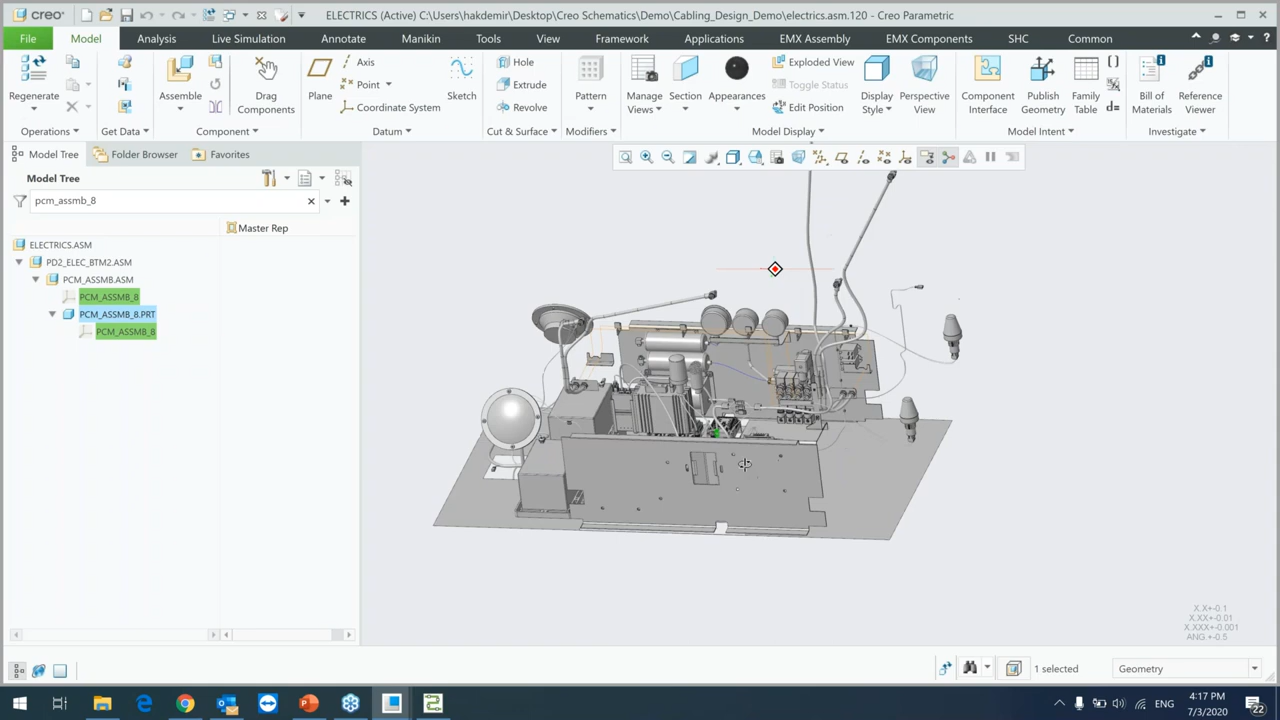 creo ELECTRICS (Active) C:\Users\hakdemir\Desktop\Creo Schematics\Demo\Cabling_Design_Demo\electrics.asm.120 - Creo Parametric
File Model Analysis Live Simulation Annotate Manikin Tools View Framework Applications EMX Assembly EMX Components SHC Common
Regenerate
Operations
Get Data
Assemble
Drag Components
Component
Plane
Axis
Point
Coordinate System
Sketch
Datum
Hole
Extrude
Revolve
Cut & Surface
Pattern
Modifiers
Manage Views
Section
Appearances
Exploded View
Toggle Status
Edit Position
Display Style
Perspective View
Model Display
Component Interface
Publish Geometry
Family Table
Model Intent
Bill of Materials
Reference Viewer
Investigate
Model Tree Folder Browser Favorites
Model Tree
pcm_assmb_8
Master Rep
ELECTRICS.ASM
PD2_ELEC_BTM2.ASM
PCM_ASSMB.ASM
PCM_ASSMB_8
PCM_ASSMB_8.PRT
PCM_ASSMB_8
X.X+-0.1
X.XX+-0.01
X.XXX+-0.001
ANG.+-0.5
1 selected
Geometry
ENG
4:17 PM
7/3/2020
22